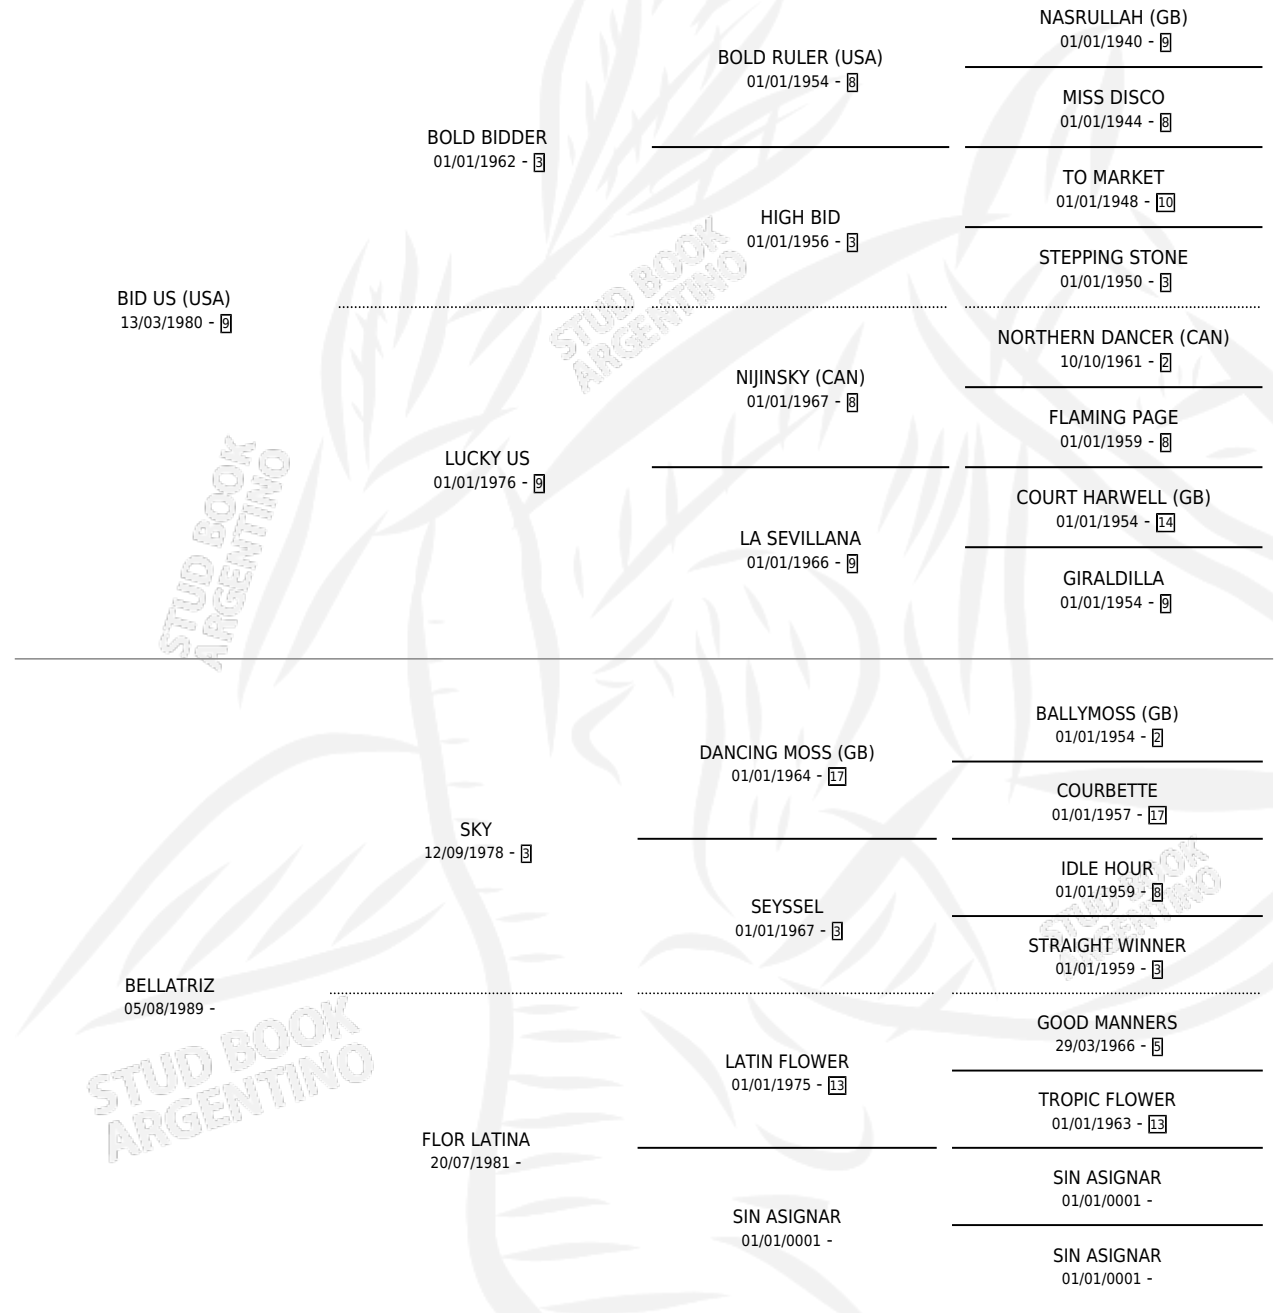 NASRULLAH (GB)
01/01/1940 - 9
BOLD RULER (USA)
01/01/1954 - 8
MISS DISCO
01/01/1944 - 8
BOLD BIDDER
01/01/1962 - 3
TO MARKET
01/01/1948 - 10
HIGH BID
01/01/1956 - 3
STEPPING STONE
01/01/1950 - 3
BID US (USA)
13/03/1980 - 9
NORTHERN DANCER (CAN)
10/10/1961 - 2
NIJINSKY (CAN)
01/01/1967 - 8
FLAMING PAGE
01/01/1959 - 8
LUCKY US
01/01/1976 - 9
COURT HARWELL (GB)
01/01/1954 - 14
LA SEVILLANA
01/01/1966 - 9
GIRALDILLA
01/01/1954 - 9
BALLYMOSS (GB)
01/01/1954 - 2
DANCING MOSS (GB)
01/01/1964 - 17
COURBETTE
01/01/1957 - 17
SKY
12/09/1978 - 3
IDLE HOUR
01/01/1959 - 8
SEYSSEL
01/01/1967 - 3
STRAIGHT WINNER
01/01/1959 - 3
BELLATRIZ
05/08/1989 -
GOOD MANNERS
29/03/1966 - 5
LATIN FLOWER
01/01/1975 - 13
TROPIC FLOWER
01/01/1963 - 13
FLOR LATINA
20/07/1981 -
SIN ASIGNAR
01/01/0001 -
SIN ASIGNAR
01/01/0001 -
SIN ASIGNAR
01/01/0001 -
STUD BOOK
ARGENTINO
STUD BOOK
ARGENTINO
STUD BOOK
ARGENTINO
STUD BOOK
ARGENTINO